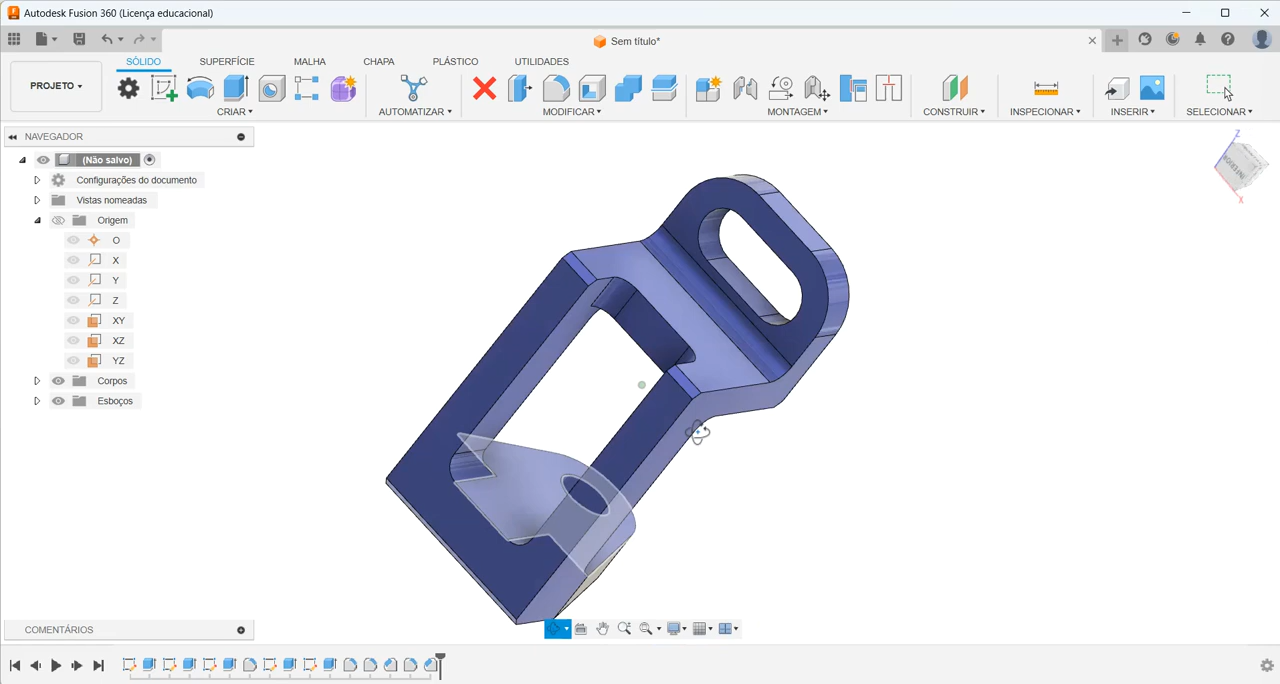 Autodesk Fusion 360 (Licença educacional)
Sem título*
PROJETO
SÓLIDO
SUPERFÍCIE
MALHA
CHAPA
PLÁSTICO
UTILIDADES
CRIAR
AUTOMATIZAR
MODIFICAR
MONTAGEM
CONSTRUIR
INSPECIONAR
INSERIR
SELECIONAR
NAVEGADOR
(Não salvo)
Configurações do documento
Vistas nomeadas
Origem
O
X
Y
Z
XY
XZ
YZ
Corpos
Esboços
Z
INFERIOR
X
COMENTÁRIOS